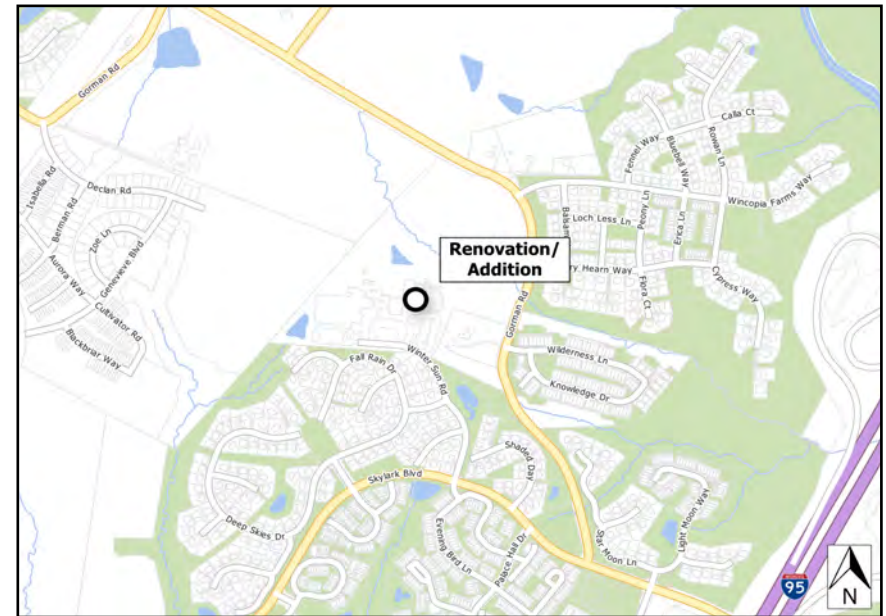 Gorman Rd
Calla Ct
Fennel Way
Bluebell Way
Rowan Ln
Isabella Rd
Declan Rd
Berman Rd
Zoe Ln
Genevieve Blvd
Aurora Way
Cultivator Rd
Blackbriar Way
Wincopia Farms Way
Loch Less Ln
Peony Ln
Erica Ln
Renovation/
Addition
Hearn Way
Flora Ct
Cypress Way
Gorman Rd
Winter Sun Rd
Fall Rain Dr
Wilderness Ln
Knowledge Dr
Shaded Day
Skylark Blvd
Deep Skies Dr
Evening Bird Ln
Palace Hall Dr
Star Moon Ln
Light Moon Way
95
N